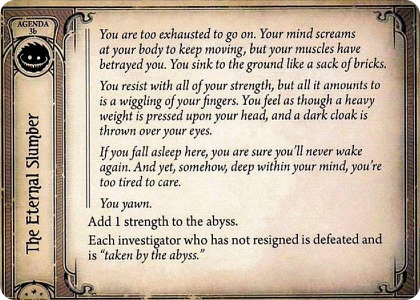 AGENDA
3b
The Eternal Slumber
You are too exhausted to go on. Your mind screams
at your body to keep moving, but your muscles have
betrayed you. You sink to the ground like a sack of bricks.
You resist with all of your strength, but all it amounts to
is a wiggling of your fingers. You feel as though a heavy
weight is pressed upon your head, and a dark cloak is
thrown over your eyes.
If you fall asleep here, you are sure you'll never wake
again. And yet, somehow, deep within your mind, you're
too tired to care.
You yawn.
Add 1 strength to the abyss.
Each investigator who has not resigned is defeated and
is “taken by the abyss.”